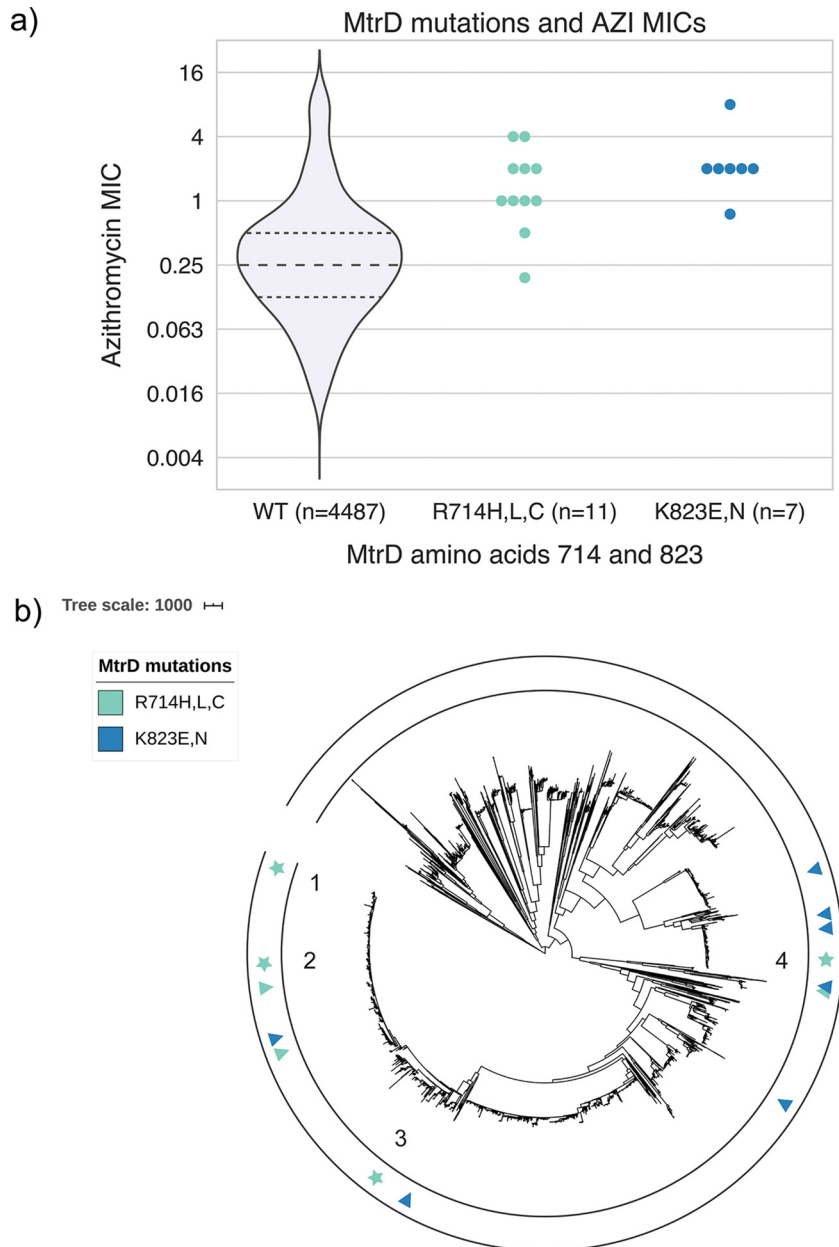 a)
MtrD mutations and AZI MICs
Azithromycin MIC
16
4
1
0.25
0.063
0.016
0.004
WT (n=4487)
R714H,L,C (n=11)
K823E,N (n=7)
MtrD amino acids 714 and 823
b)
Tree scale: 1000
MtrD mutations
R714H,L,C
K823E,N
1
2
3
4